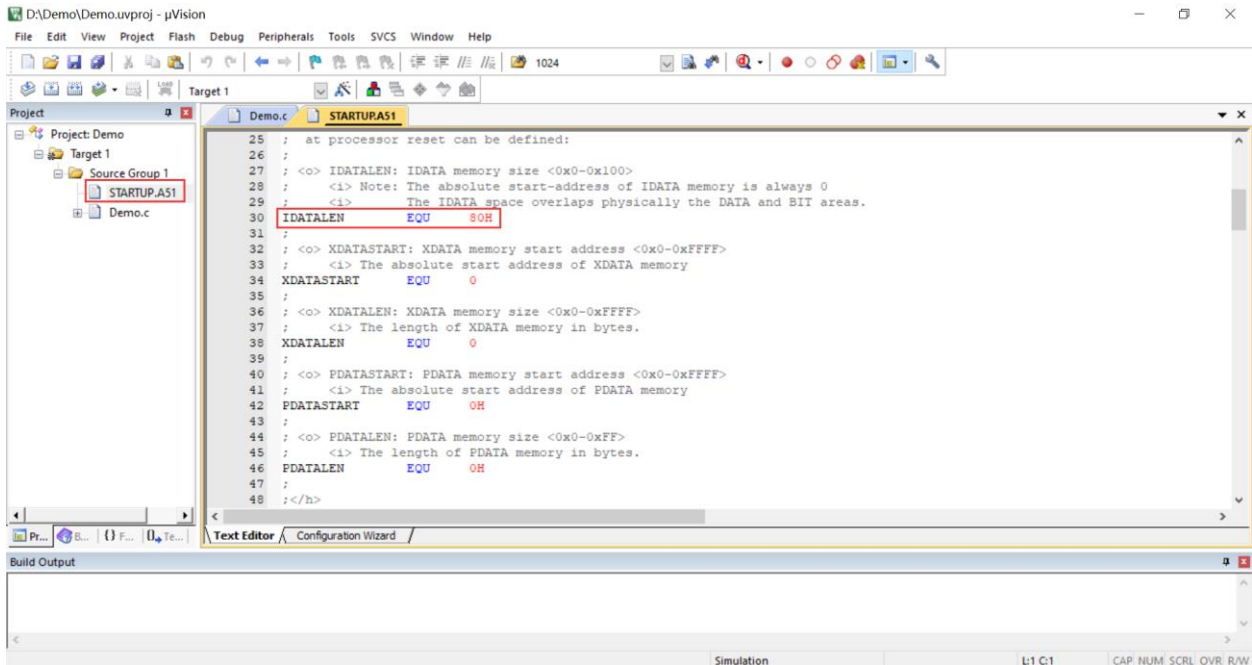 D:\Demo\Demo.uvproj - µVision
File Edit View Project Flash Debug Peripherals Tools SVCS Window Help
1024
Target 1
Project
Project: Demo
Target 1
Source Group 1
STARTUP.A51
Demo.c
Demo.c STARTUP.A51
25 ; at processor reset can be defined:
26 ;
27 ; <o> IDATALEN: IDATA memory size <0x0-0x100>
28 ; <i> Note: The absolute start-address of IDATA memory is always 0
29 ; <i> The IDATA space overlaps physically the DATA and BIT areas.
30 IDATALEN EQU 80H
31 ;
32 ; <o> XDATASTART: XDATA memory start address <0x0-0xFFFF>
33 ; <i> The absolute start address of XDATA memory
34 XDATASTART EQU 0
35 ;
36 ; <o> XDATALEN: XDATA memory size <0x0-0xFFFF>
37 ; <i> The length of XDATA memory in bytes.
38 XDATALEN EQU 0
39 ;
40 ; <o> PDATASTART: PDATA memory start address <0x0-0xFFFF>
41 ; <i> The absolute start address of PDATA memory
42 PDATASTART EQU 0H
43 ;
44 ; <o> PDATALEN: PDATA memory size <0x0-0xFF>
45 ; <i> The length of PDATA memory in bytes.
46 PDATALEN EQU 0H
47 ;
48 ;</h>
Pr... B... {} F... 0 Te...
Text Editor Configuration Wizard
Build Output
Simulation L:1 C:1 CAP NUM SCRL OVR R/W